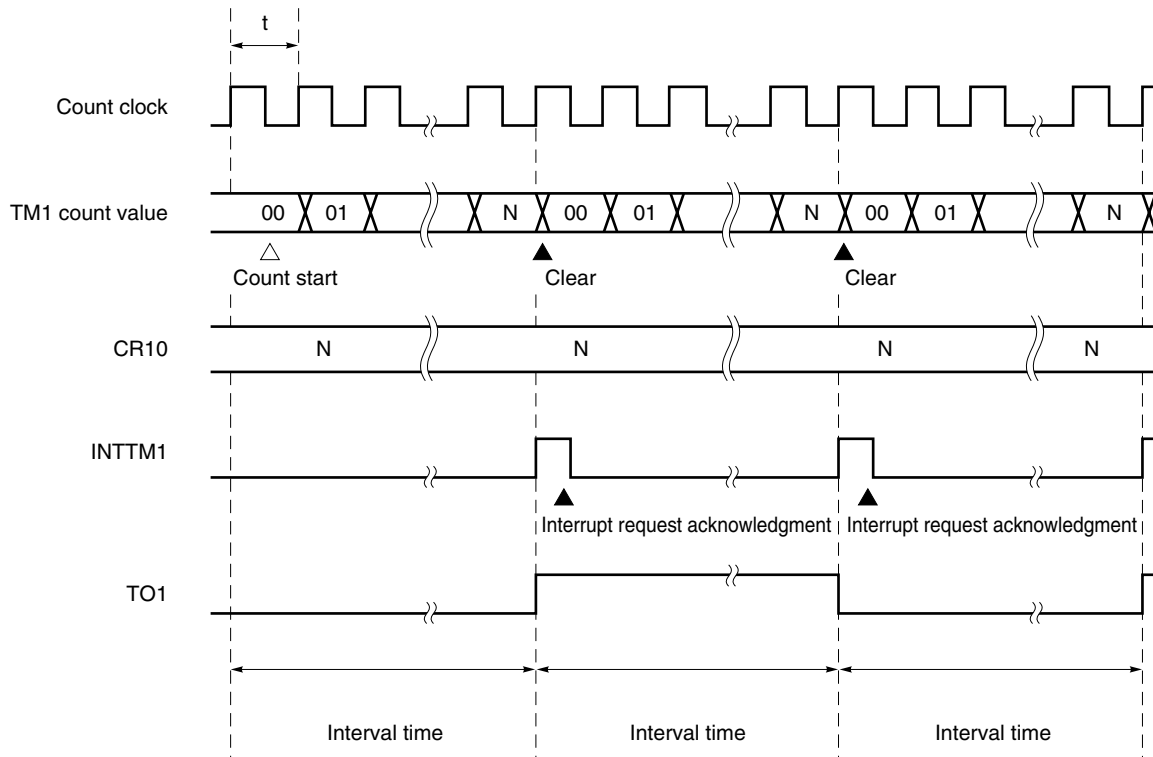 t
Count clock
TM1 count value 00 01 N 00 01 N 00 01 N
Count start Clear Clear
CR10 N N N N
INTTM1
Interrupt request acknowledgment Interrupt request acknowledgment
TO1
Interval time Interval time Interval time